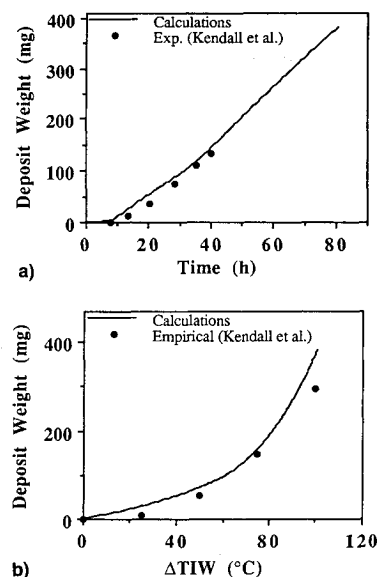 400
Calculations
Exp. (Kendall et al.)
300
200
100
0
Deposit Weight (mg)
0 20 40 60 80
Time (h)
a)
Calculations
Empirical (Kendall et al.)
400
200
0
Deposit Weight (mg)
0 40 80 120
ΔTIW (°C)
b)